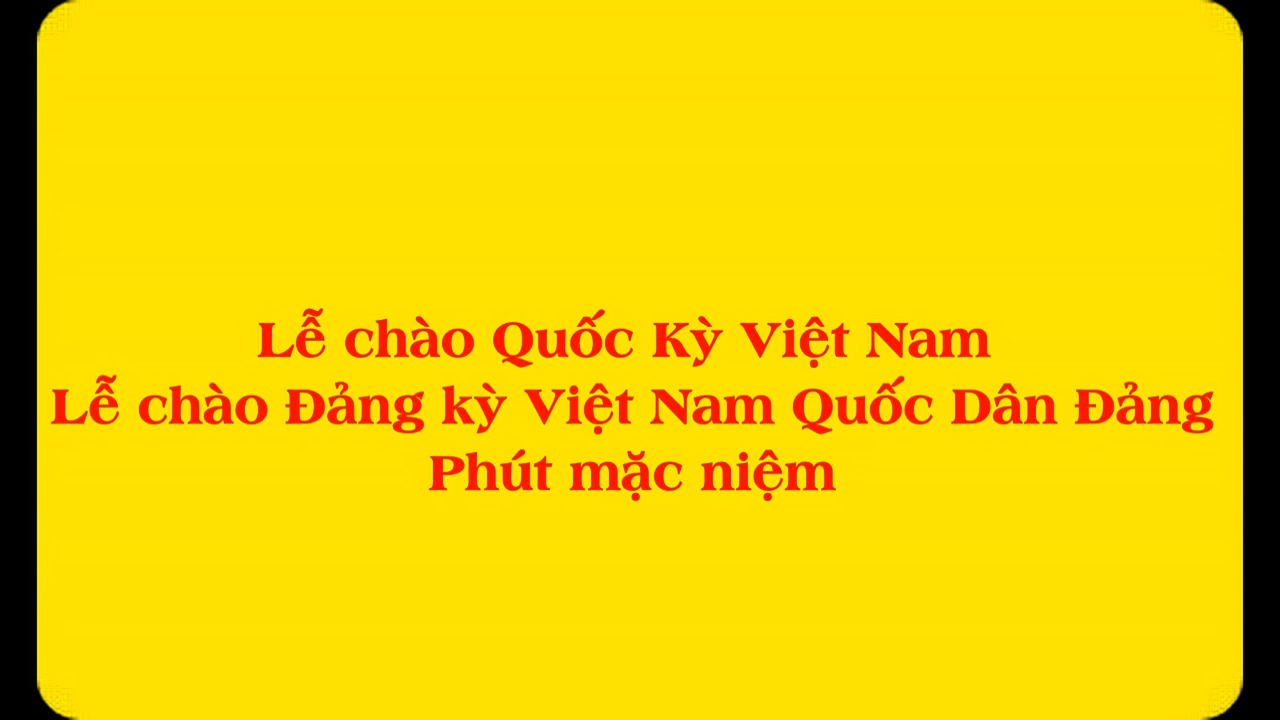 Lễ chào Quốc Kỳ Việt Nam
Lễ chào Đảng kỳ Việt Nam Quốc Dân Đảng
Phút mặc niệm